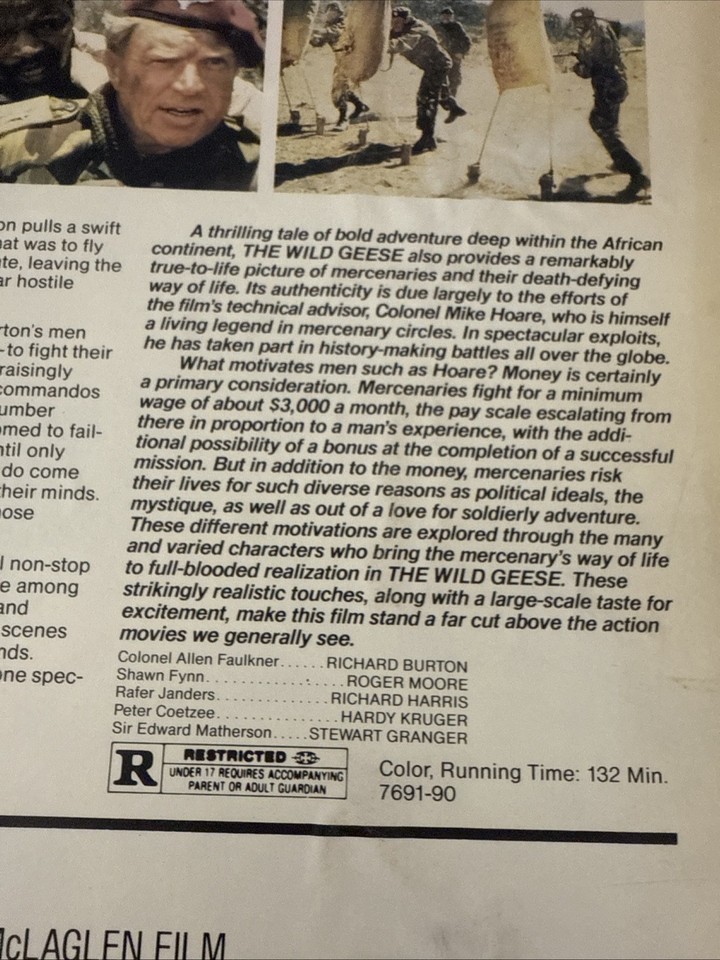 on pulls a swift
hat was to fly
te, leaving the
ar hostile
rton's men
-to fight their
raisingly
commandos
umber
omed to fail-
ntil only
do come
their minds.
nose
l non-stop
e among
and
scenes
nds.
one spec-
A thrilling tale of bold adventure deep within the African
continent, THE WILD GEESE also provides a remarkably
true-to-life picture of mercenaries and their death-defying
way of life. Its authenticity is due largely to the efforts of
the film's technical advisor, Colonel Mike Hoare, who is himself
a living legend in mercenary circles. In spectacular exploits,
he has taken part in history-making battles all over the globe.
What motivates men such as Hoare? Money is certainly
a primary consideration. Mercenaries fight for a minimum
wage of about $3,000 a month, the pay scale escalating from
there in proportion to a man's experience, with the addi-
tional possibility of a bonus at the completion of a successful
mission. But in addition to the money, mercenaries risk
their lives for such diverse reasons as political ideals, the
mystique, as well as out of a love for soldierly adventure.
These different motivations are explored through the many
and varied characters who bring the mercenary's way of life
to full-blooded realization in THE WILD GEESE. These
strikingly realistic touches, along with a large-scale taste for
excitement, make this film stand a far cut above the action
movies we generally see.
Colonel Allen Faulkner......RICHARD BURTON
Shawn Fynn..................ROGER MOORE
Rafer Janders..............RICHARD HARRIS
Peter Coetzee...............HARDY KRUGER
Sir Edward Matherson.....STEWART GRANGER
R RESTRICTED
UNDER 17 REQUIRES ACCOMPANYING
PARENT OR ADULT GUARDIAN
Color, Running Time: 132 Min.
7691-90
McLAGLEN FILM